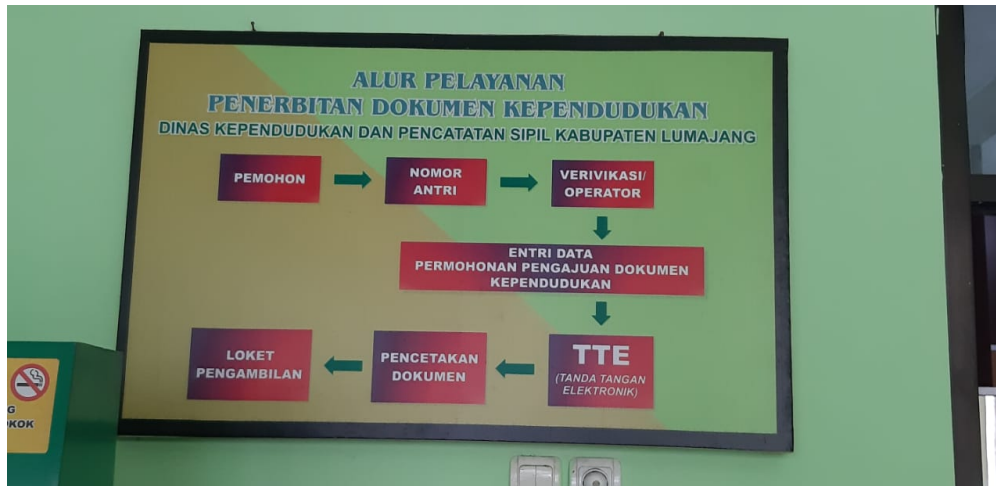 ALUR PELAYANAN
PENERBITAN DOKUMEN KEPENDUDUKAN
DINAS KEPENDUDUKAN DAN PENCATATAN SIPIL KABUPATEN LUMAJANG
PEMOHON
NOMOR
ANTRI
VERIVIKASI/
OPERATOR
ENTRI DATA
PERMOHONAN PENGAJUAN DOKUMEN
KEPENDUDUKAN
TTE
(TANDA TANGAN
ELEKTRONIK)
PENCETAKAN
DOKUMEN
LOKET
PENGAMBILAN